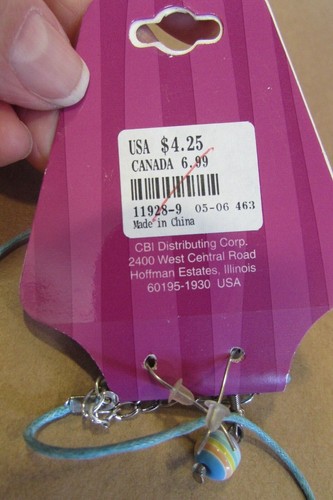 USA $4.25
CANADA 6.99
11928-9 05-06 463
Made in China
CBI Distributing Corp.
2400 West Central Road
Hoffman Estates, Illinois
60195-1930 USA